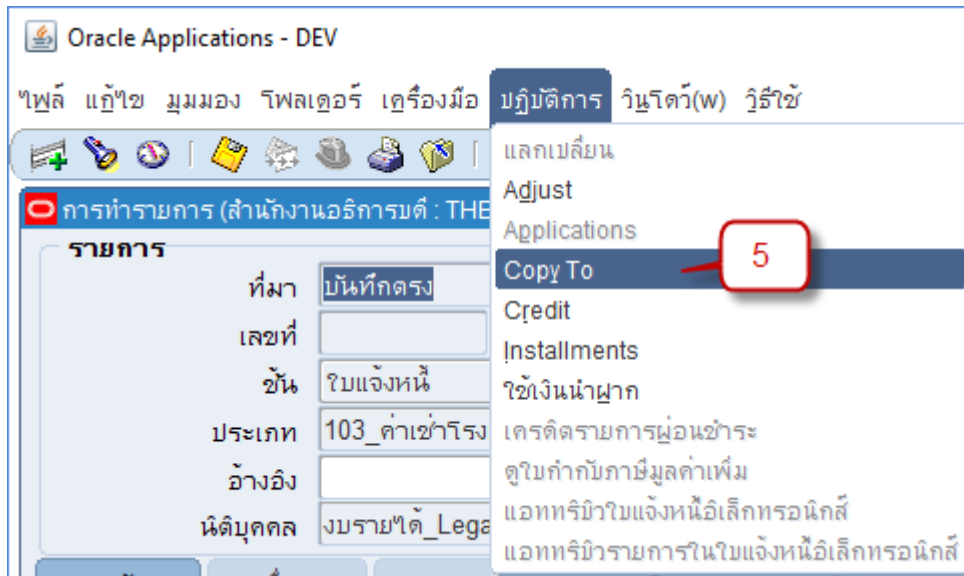 Oracle Applications - DEV
ไฟล์ แก้ไข มุมมอง โฟลเดอร์ เครื่องมือ ปฏิบัติการ วินโดว์(w) วิธีใช้
แลกเปลี่ยน
Adjust
การทำรายการ (สำนักงานอธิการบดี : THE
Applications
รายการ
Copy To
5
ที่มา บันทึกตรง
Credit
เลขที่
Installments
ชั้น ใบแจ้งหนี้
ใช้เงินนำฝาก
ประเภท 103_ค่าเช่าโรง
เครดิตรายการผ่อนชำระ
อ้างอิง
ดูใบกำกับภาษีมูลค่าเพิ่ม
นิติบุคคล งบรายได้_Lega
แอททริบิวใบแจ้งหนี้อิเล็กทรอนิกส์
แอททริบิวรายการในใบแจ้งหนี้อิเล็กทรอนิกส์